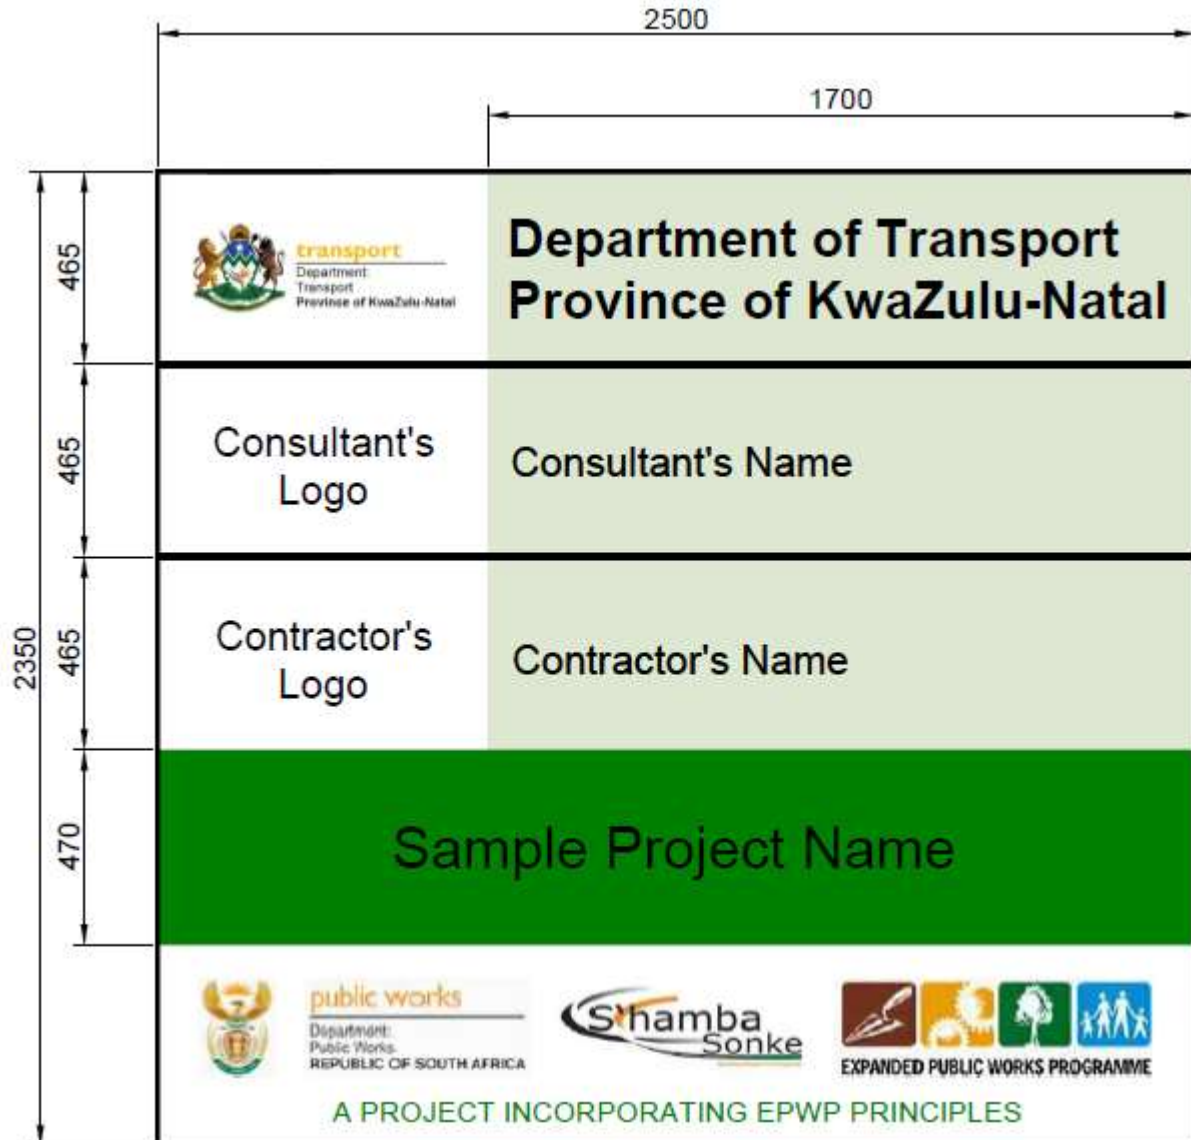 2500
1700
465
transport
Department:
Transport
Province of KwaZulu-Natal
Department of Transport
Province of KwaZulu-Natal
465
Consultant's
Logo
Consultant's Name
2350
465
Contractor's
Logo
Contractor's Name
470
Sample Project Name
public works
Department:
Public Works
REPUBLIC OF SOUTH AFRICA
S'hamba
Sonke
EXPANDED PUBLIC WORKS PROGRAMME
A PROJECT INCORPORATING EPWP PRINCIPLES